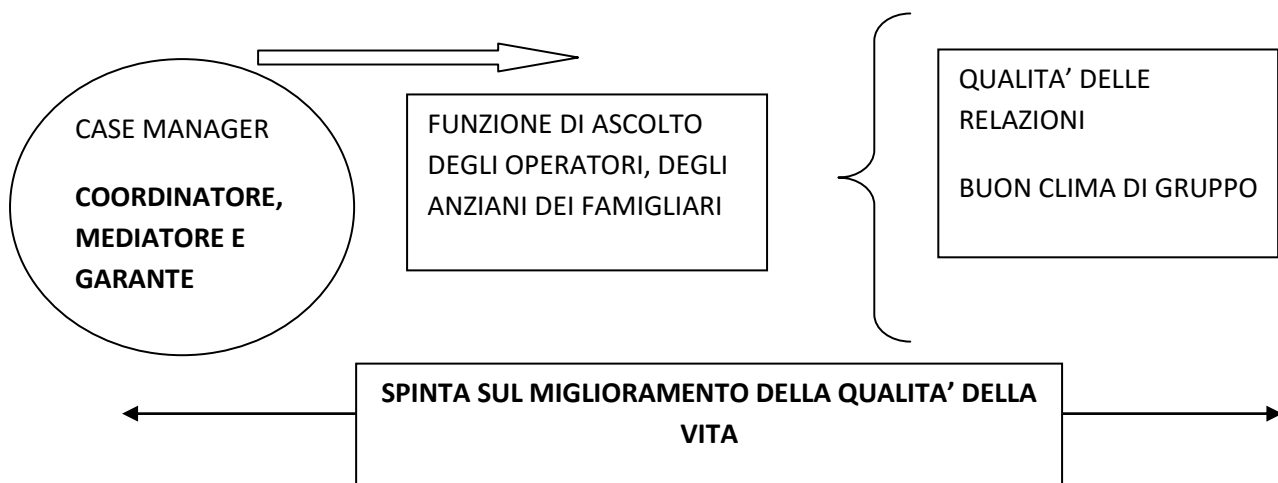 CASE MANAGER
COORDINATORE,
MEDIATORE E
GARANTE
FUNZIONE DI ASCOLTO
DEGLI OPERATORI, DEGLI
ANZIANI DEI FAMIGLIARI
QUALITA’ DELLE
RELAZIONI
BUON CLIMA DI GRUPPO
SPINTA SUL MIGLIORAMENTO DELLA QUALITA’ DELLA
VITA